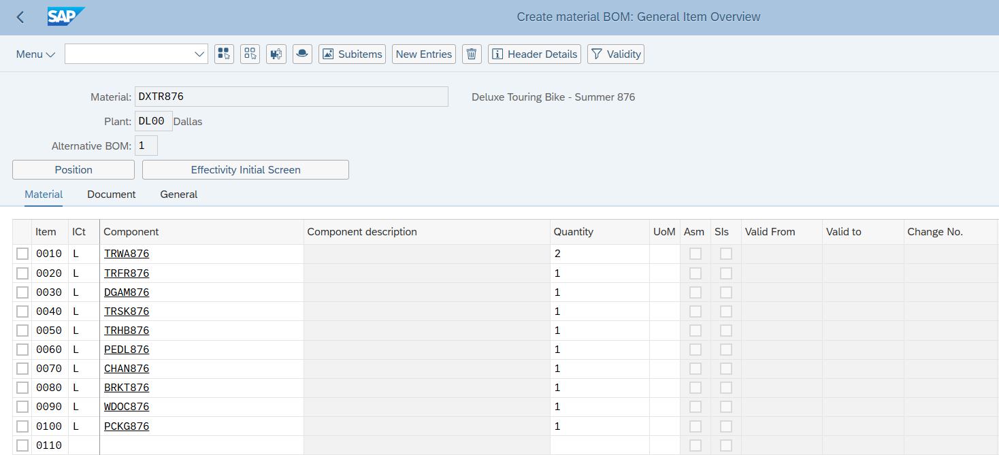 SAP
Create material BOM: General Item Overview
Menu Subitems New Entries Header Details Validity
Material: DXTR876 Deluxe Touring Bike - Summer 876
Plant: DL00 Dallas
Alternative BOM: 1
Position Effectivity Initial Screen
Material Document General
Item ICt Component Component description Quantity UoM Asm SIs Valid From Valid to Change No.
0010 L TRWA876 2
0020 L TRFR876 1
0030 L DGAM876 1
0040 L TRSK876 1
0050 L TRHB876 1
0060 L PEDL876 1
0070 L CHAN876 1
0080 L BRKT876 1
0090 L WDOC876 1
0100 L PCKG876 1
0110